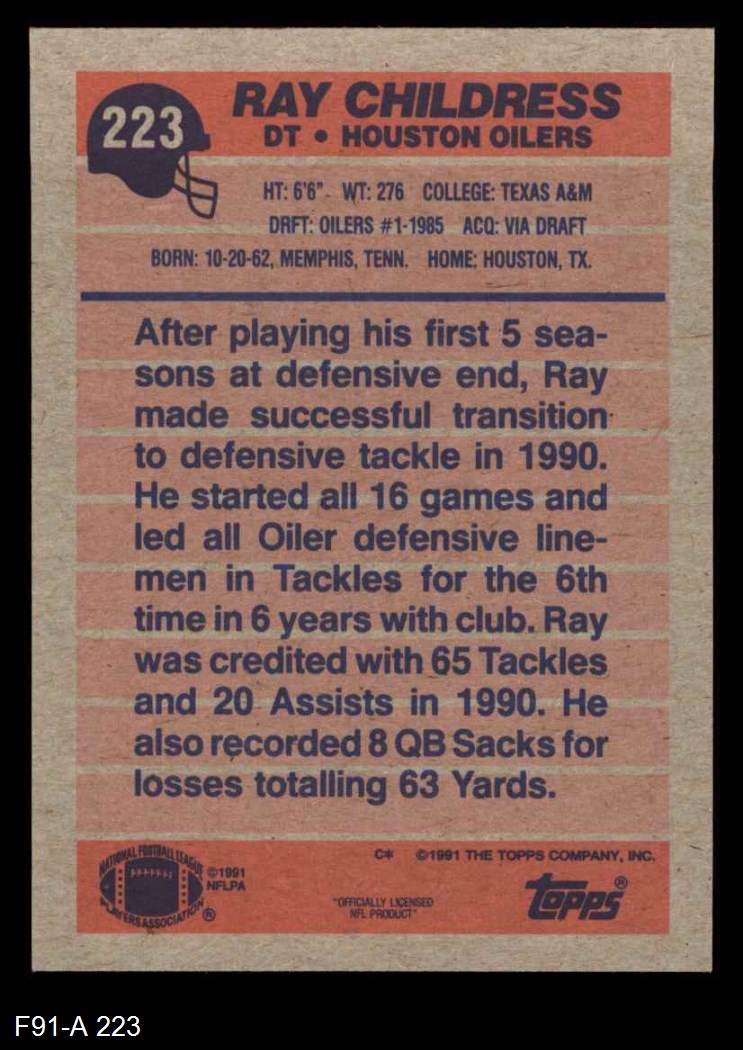 223
RAY CHILDRESS
DT • HOUSTON OILERS
HT: 6'6" WT: 276 COLLEGE: TEXAS A&M
DRFT: OILERS #1-1985 ACQ: VIA DRAFT
BORN: 10-20-62, MEMPHIS, TENN. HOME: HOUSTON, TX.
After playing his first 5 sea-
sons at defensive end, Ray
made successful transition
to defensive tackle in 1990.
He started all 16 games and
led all Oiler defensive line-
men in Tackles for the 6th
time in 6 years with club. Ray
was credited with 65 Tackles
and 20 Assists in 1990. He
also recorded 8 QB Sacks for
losses totalling 63 Yards.
NATIONAL FOOTBALL LEAGUE
PLAYERS ASSOCIATION ®
©1991
NFLPA
C* ©1991 THE TOPPS COMPANY, INC.
"OFFICIALLY LICENSED
NFL PRODUCT"
TOPPS®
F91-A 223